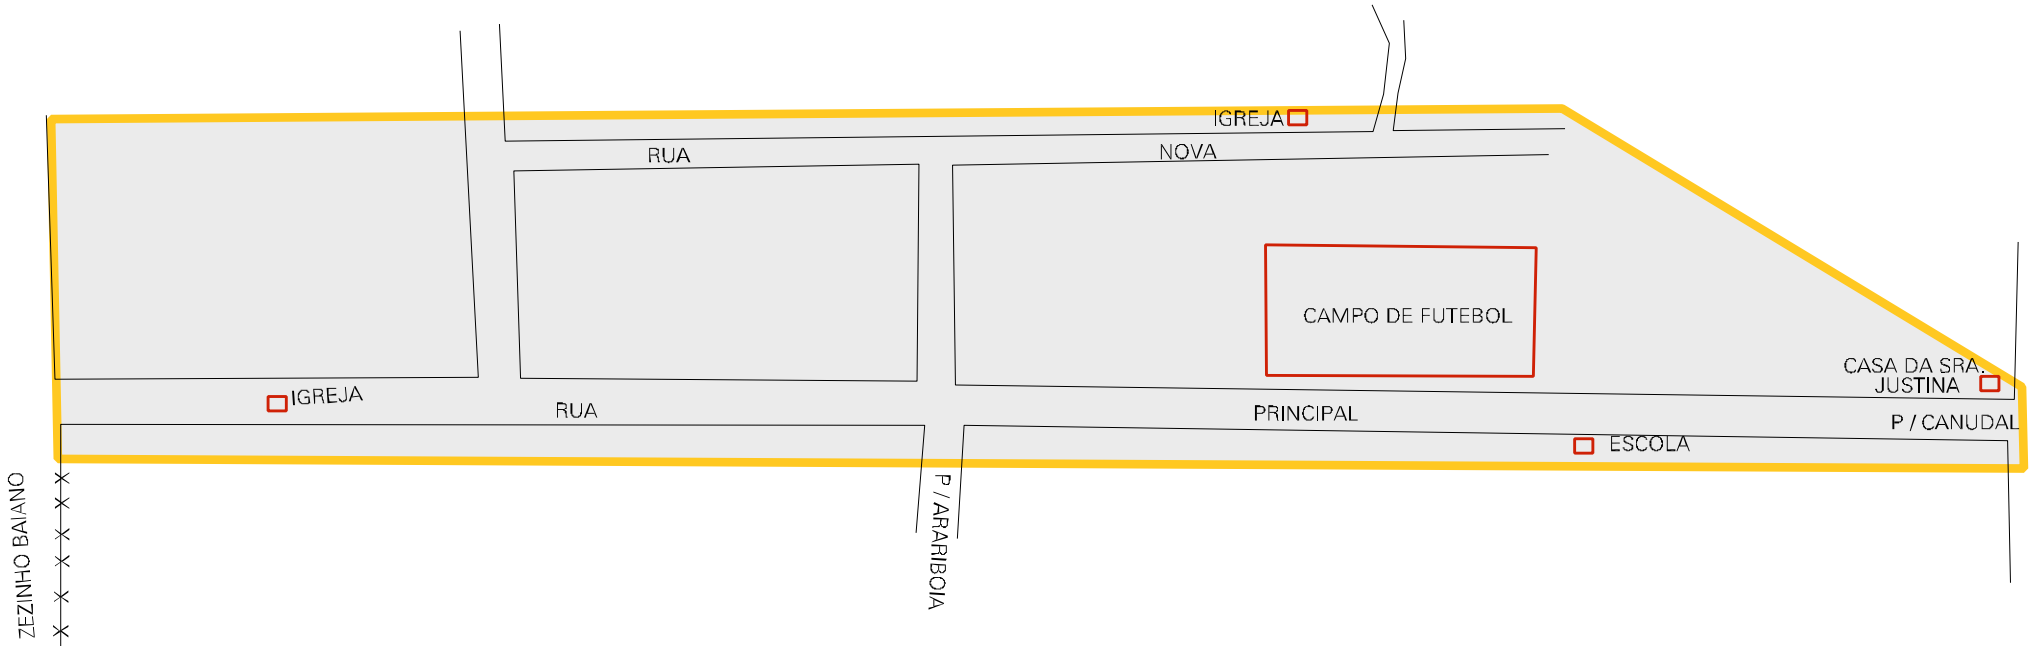 IGREJA
RUA
NOVA
CAMPO DE FUTEBOL
CASA DA SRA.
JUSTINA
IGREJA
RUA
PRINCIPAL
P / CANUDAL
ESCOLA
ZEZINHO BAIANO
P / ARARIBOIA